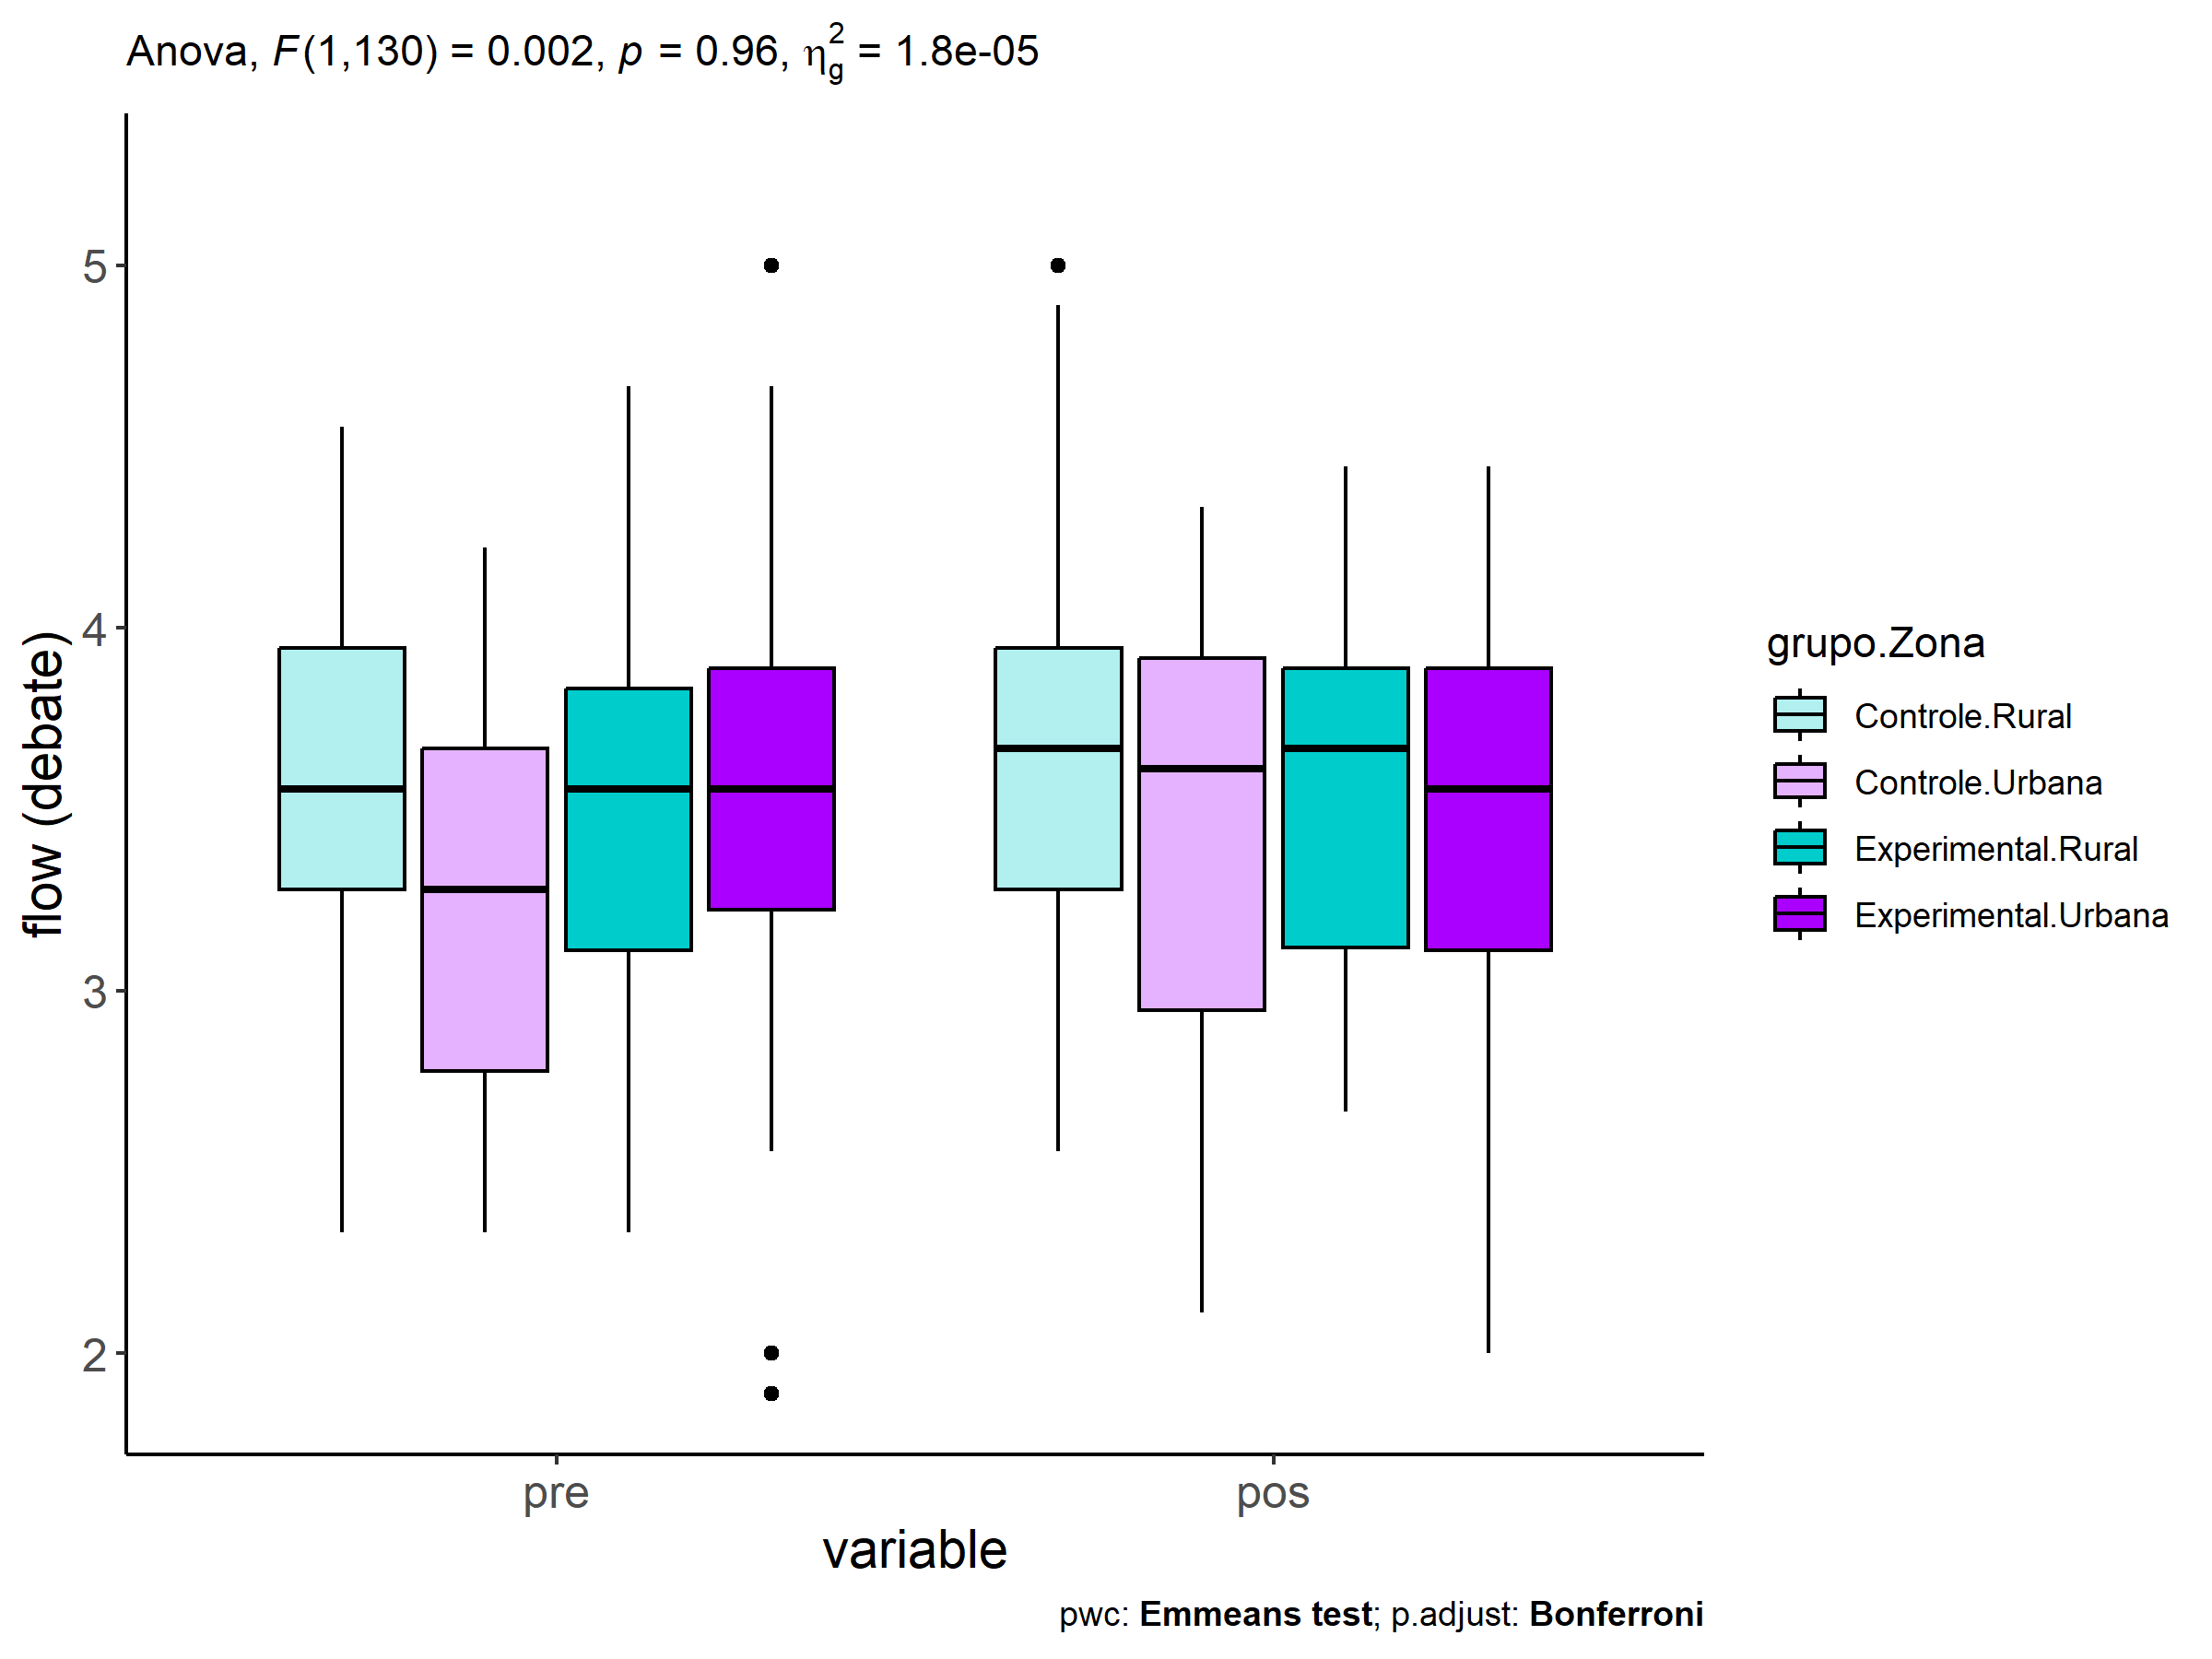 Anova, F(1,130) = 0.002, p = 0.96, η²g = 1.8e-05
5
4
3
2
flow (debate)
pre
pos
variable
grupo.Zona
Controle.Rural
Controle.Urbana
Experimental.Rural
Experimental.Urbana
pwc: Emmeans test; p.adjust: Bonferroni